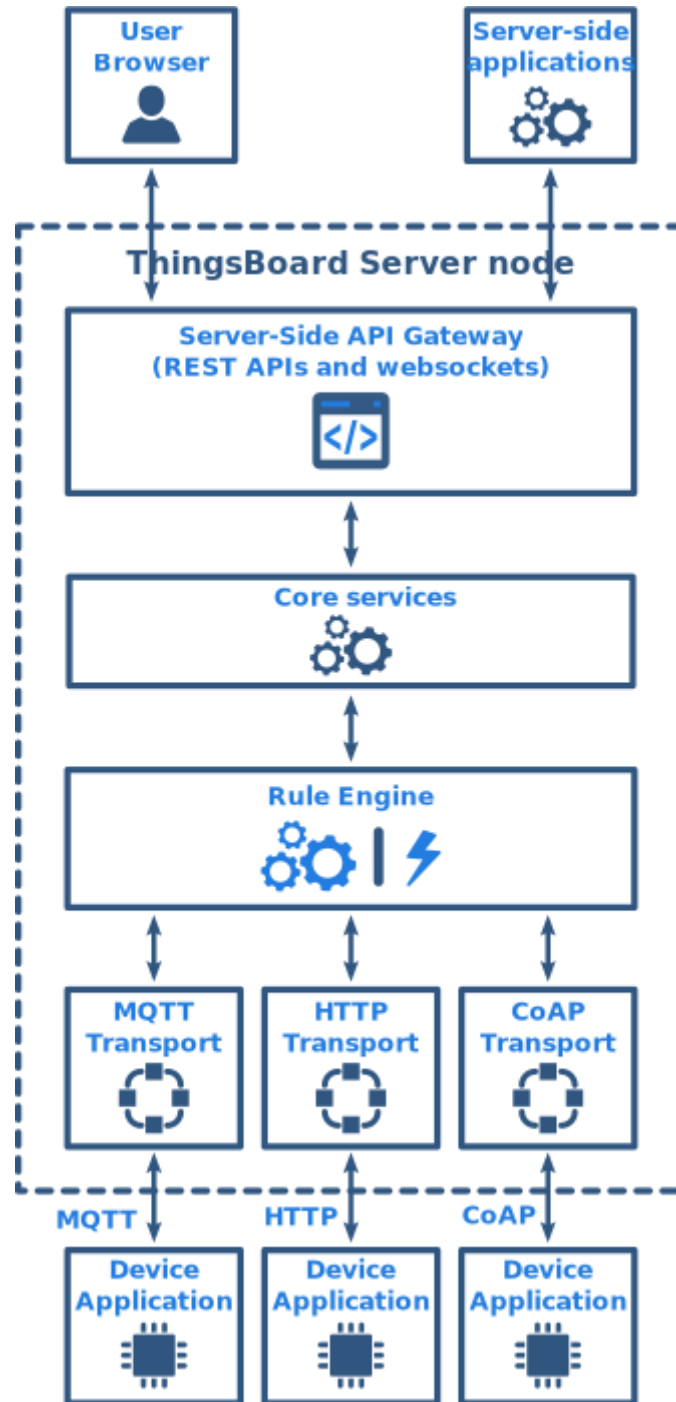 User
Browser
Server-side
applications
ThingsBoard Server node
Server-Side API Gateway
(REST APIs and websockets)
</>
Core services
Rule Engine
MQTT
Transport
HTTP
Transport
CoAP
Transport
MQTT
HTTP
CoAP
Device
Application
Device
Application
Device
Application